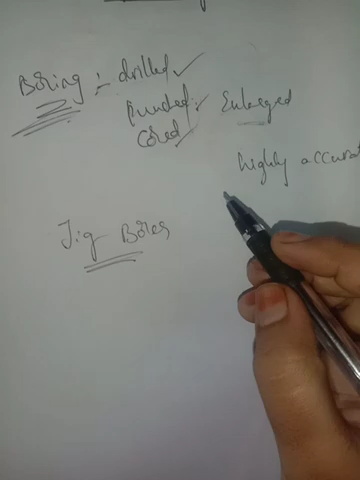 Boring :- drilled ✓
punched ✓ Enlarged
cored ✓
highly accurat
Jig Bores